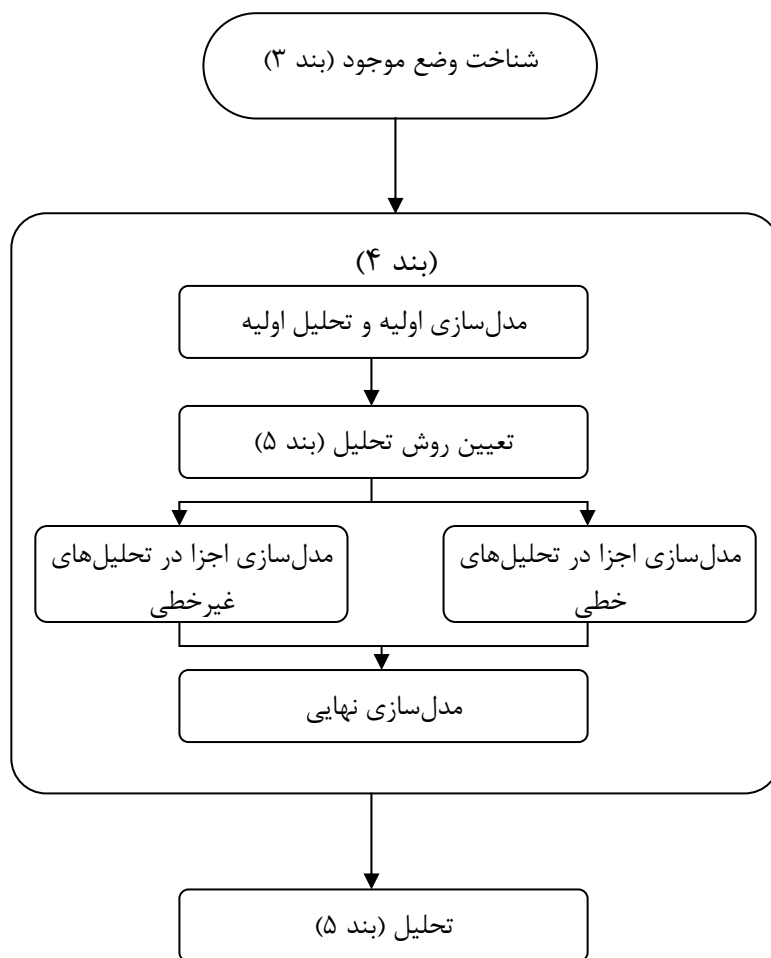 شناخت وضع موجود (بند ۳)
(بند ۴)
مدل‌سازی اولیه و تحلیل اولیه
تعیین روش تحلیل (بند ۵)
مدل‌سازی اجزا در تحلیل‌های
خطی
مدل‌سازی اجزا در تحلیل‌های
غیرخطی
مدل‌سازی نهایی
تحلیل (بند ۵)